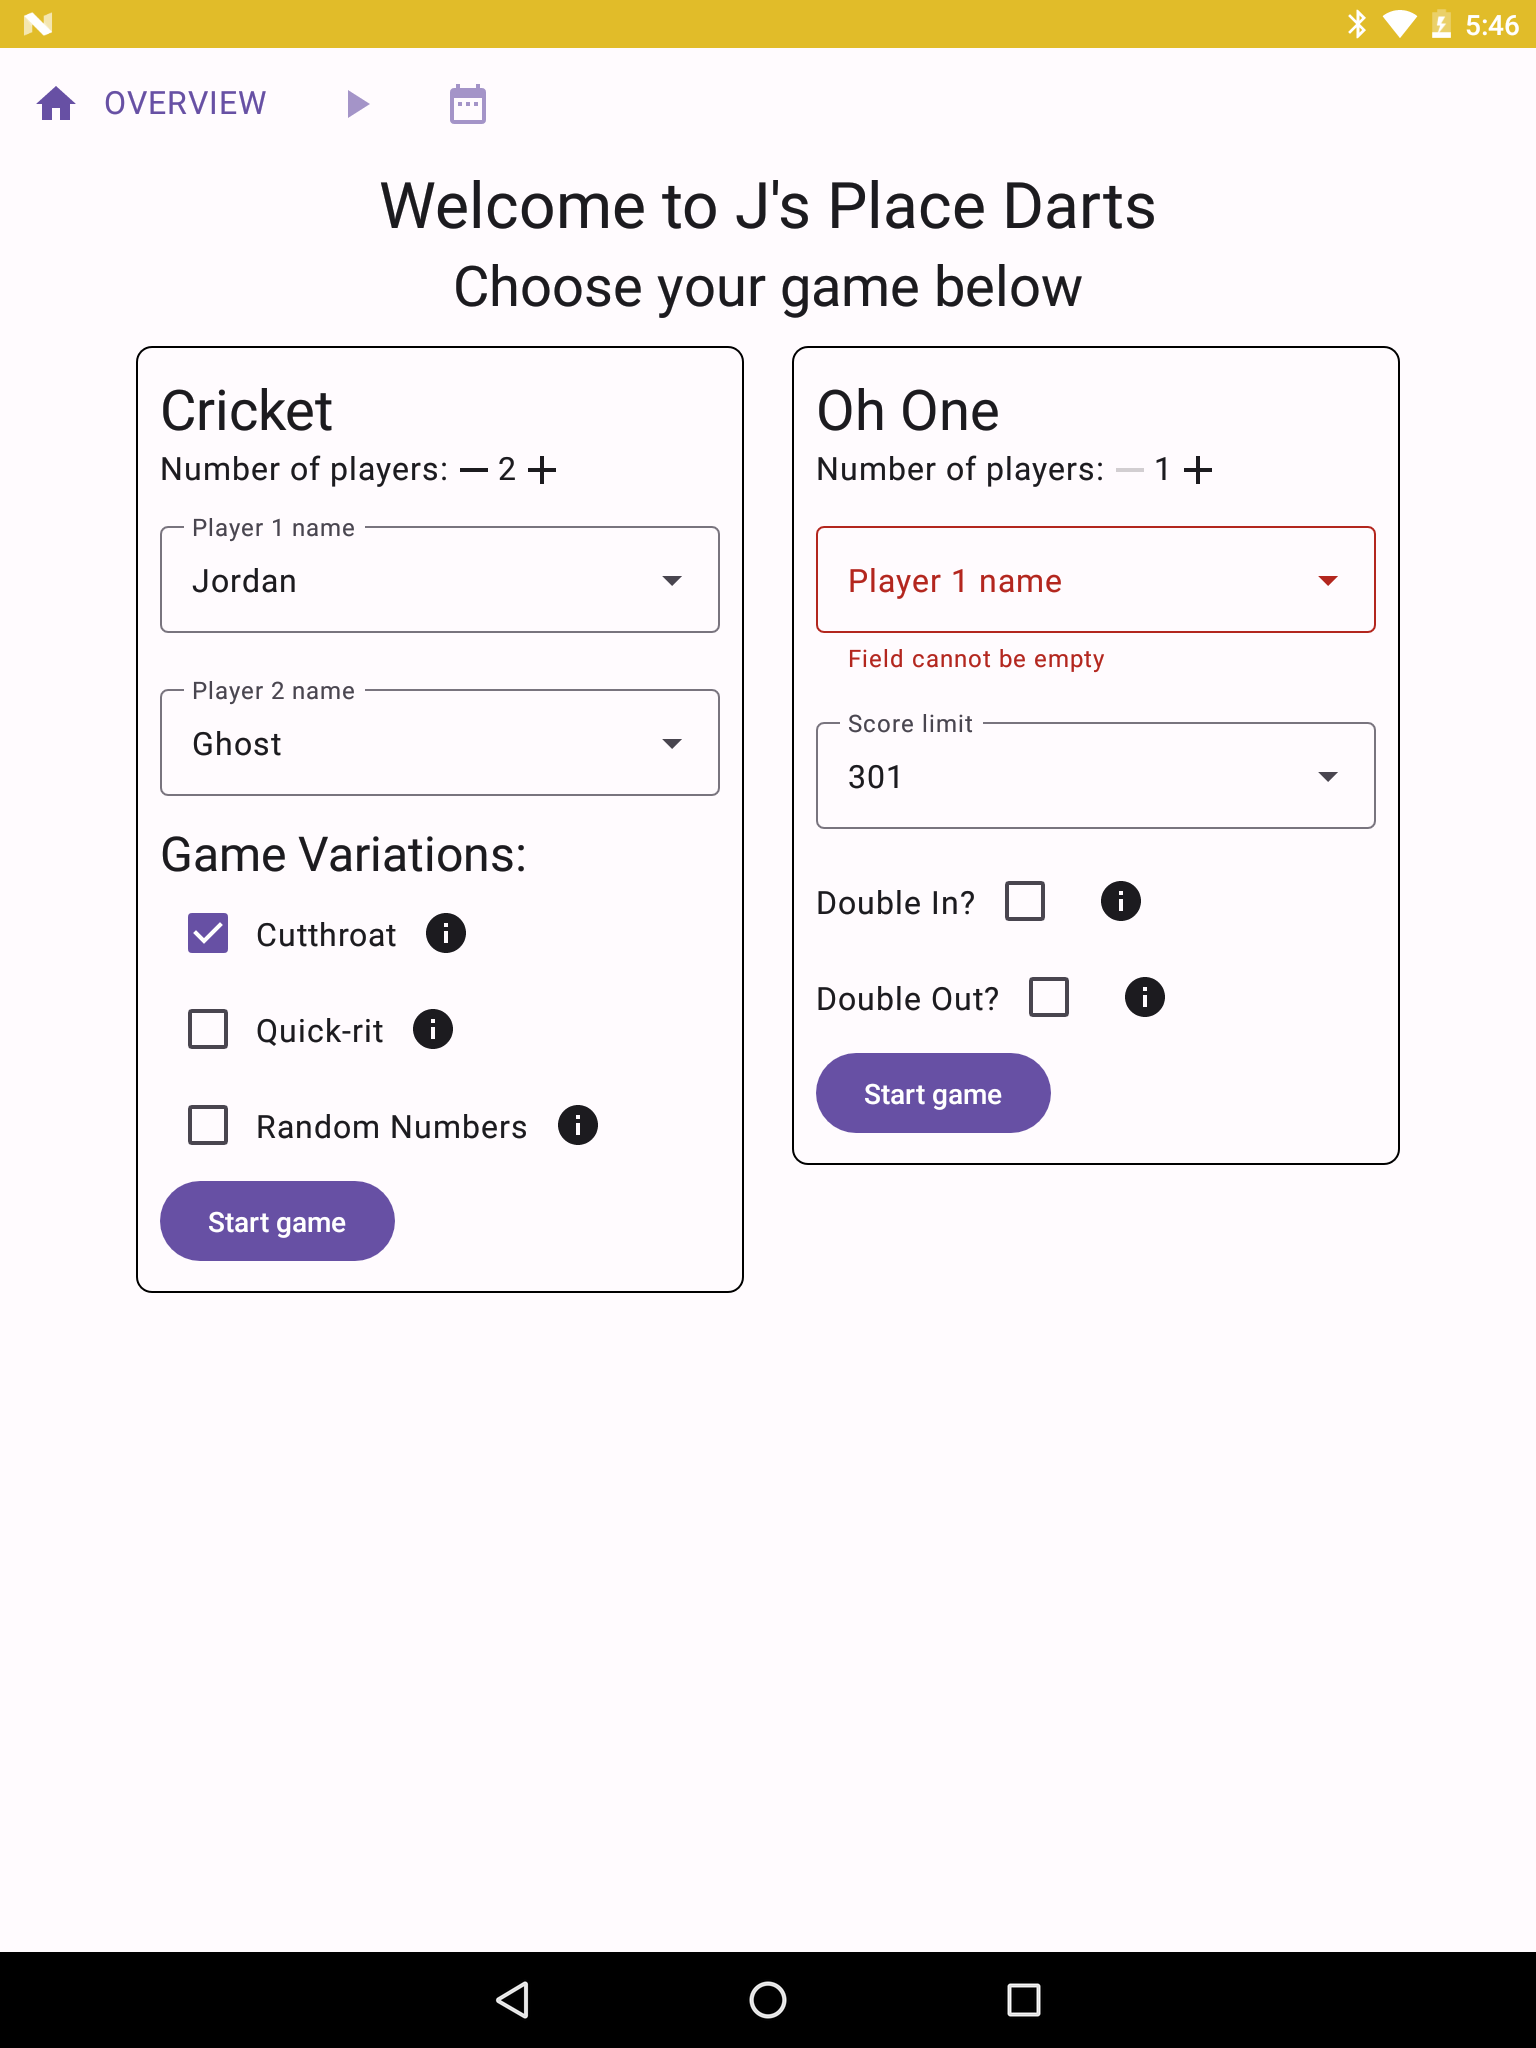 5:46
OVERVIEW
Welcome to J's Place Darts
Choose your game below
Cricket
Number of players: 2
Player 1 name
Jordan
Player 2 name
Ghost
Game Variations:
Cutthroat
Quick-rit
Random Numbers
Start game
Oh One
Number of players: 1
Player 1 name
Field cannot be empty
Score limit
301
Double In?
Double Out?
Start game